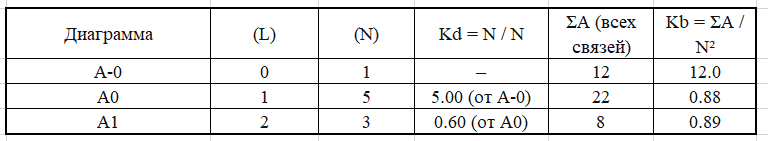 Диаграмма (L) (N) Kd = N / N ΣA (всех связей) Kb = ΣA / N²
A-0 0 1 – 12 12.0
A0 1 5 5.00 (от A-0) 22 0.88
A1 2 3 0.60 (от A0) 8 0.89